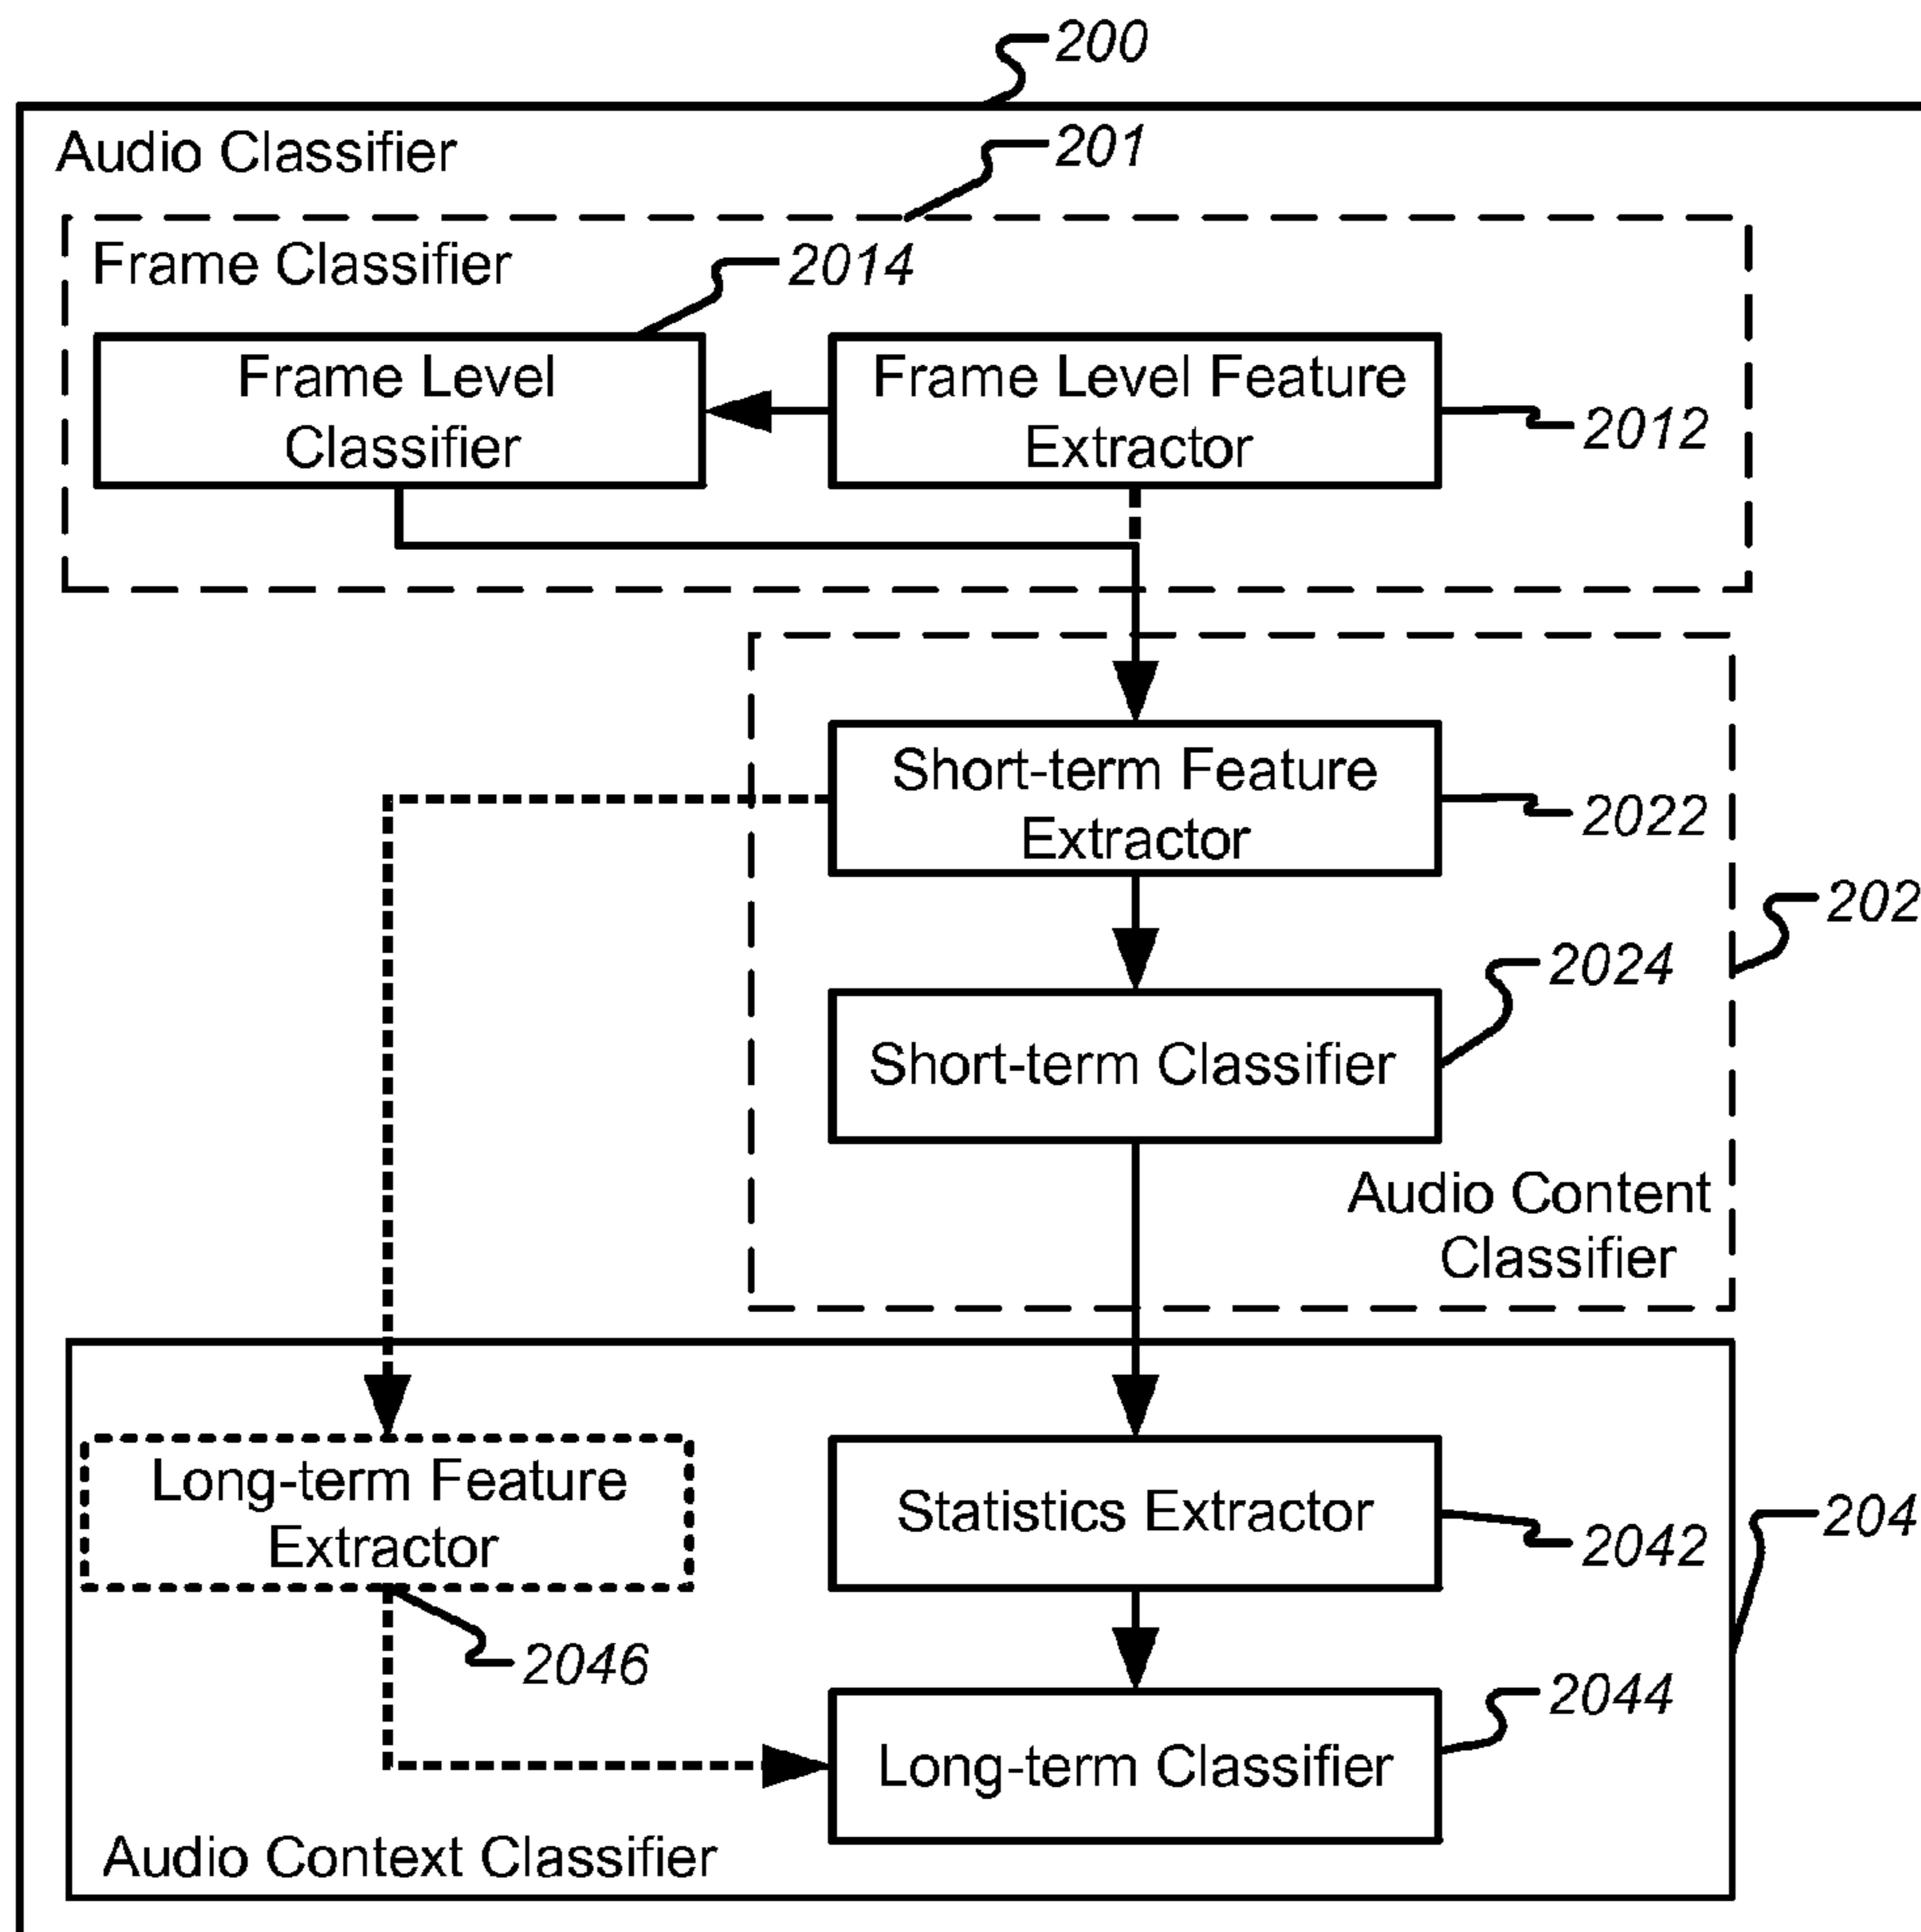 200
Audio Classifier
201
Frame Classifier
2014
Frame Level
Classifier
Frame Level Feature
Extractor
2012
Short-term Feature
Extractor
2022
202
2024
Short-term Classifier
Audio Content
Classifier
Long-term Feature
Extractor
Statistics Extractor
2042
204
2046
2044
Long-term Classifier
Audio Context Classifier